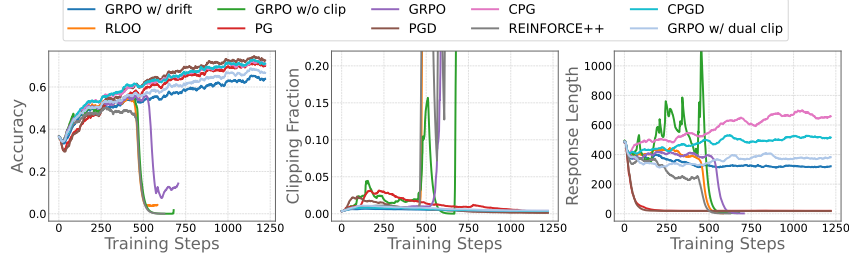 GRPO w/ drift GRPO w/o clip GRPO CPG CPGD
RLOO PG PGD REINFORCE++ GRPO w/ dual clip
Accuracy
0.6
0.4
0.2
0.0
0 250 500 750 1000 1250
Training Steps
Clipping Fraction
0.20
0.15
0.10
0.05
0.00
0 250 500 750 1000 1250
Training Steps
Response Length
1000
800
600
400
200
0
0 250 500 750 1000 1250
Training Steps